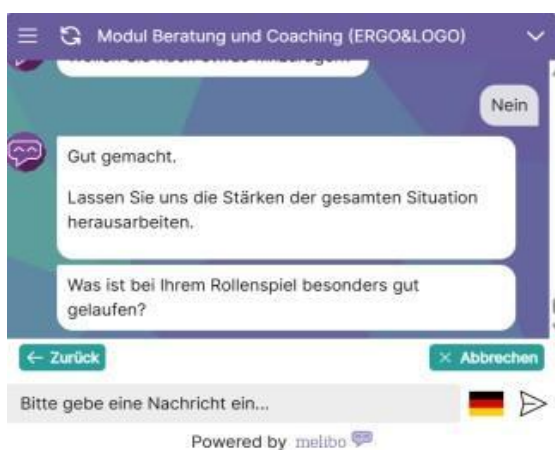 Modul Beratung und Coaching (ERGO&LOGO)
Nein
Gut gemacht.
Lassen Sie uns die Stärken der gesamten Situation
herausarbeiten.
Was ist bei Ihrem Rollenspiel besonders gut
gelaufen?
← Zurück
× Abbrechen
Bitte gebe eine Nachricht ein...
Powered by melibo